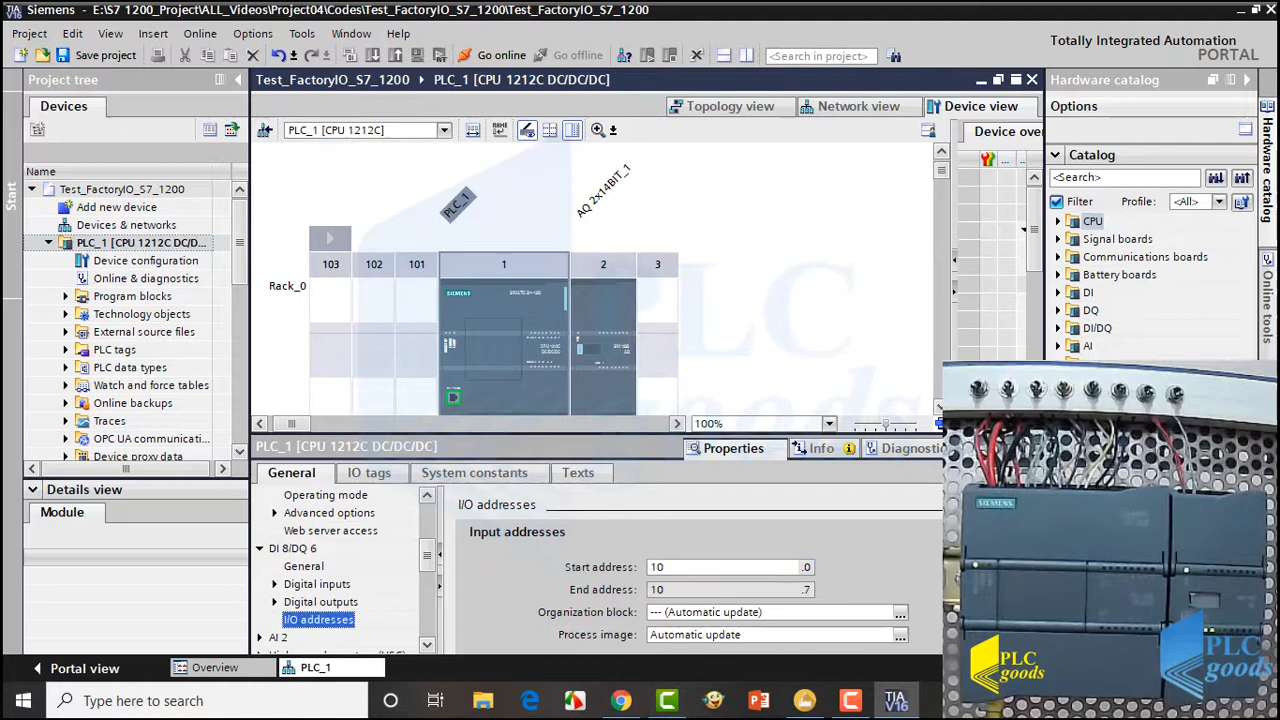 Siemens - E:\S7 1200_Project\ALL_Videos\Project04\Codes\Test_FactoryIO_S7_1200\Test_FactoryIO_S7_1200
Project Edit View Insert Online Options Tools Window Help
Totally Integrated Automation
PORTAL
Save project
Go online
Go offline
<Search in project>
Project tree
Test_FactoryIO_S7_1200 PLC_1 [CPU 1212C DC/DC/DC]
Hardware catalog
Devices
Topology view
Network view
Device view
Options
PLC_1 [CPU 1212C]
Device over
Catalog
Name
<Search>
Filter Profile: <All>
Start
Test_FactoryIO_S7_1200
Add new device
Devices & networks
PLC_1 [CPU 1212C DC/D...
Device configuration
Online & diagnostics
Program blocks
Technology objects
External source files
PLC tags
PLC data types
Watch and force tables
Online backups
Traces
OPC UA communicati...
Device proxy data
PLC_1
AQ 2x14BIT_1
103 102 101 1 2 3
Rack_0
SIEMENS
100%
PLC
goods
CPU
Signal boards
Communications boards
Battery boards
DI
DQ
DI/DQ
AI
Hardware catalog
Online tools
Details view
Module
PLC_1 [CPU 1212C DC/DC/DC]
Properties
Info
Diagnostic
General
IO tags
System constants
Texts
Operating mode
Advanced options
Web server access
DI 8/DQ 6
General
Digital inputs
Digital outputs
I/O addresses
AI 2
I/O addresses
Input addresses
Start address: 10 .0
End address: 10 .7
Organization block: --- (Automatic update)
Process image: Automatic update
SIEMENS
PLC
goods
PLC
goods
Portal view
Overview
PLC_1
Type here to search
TIA
V16